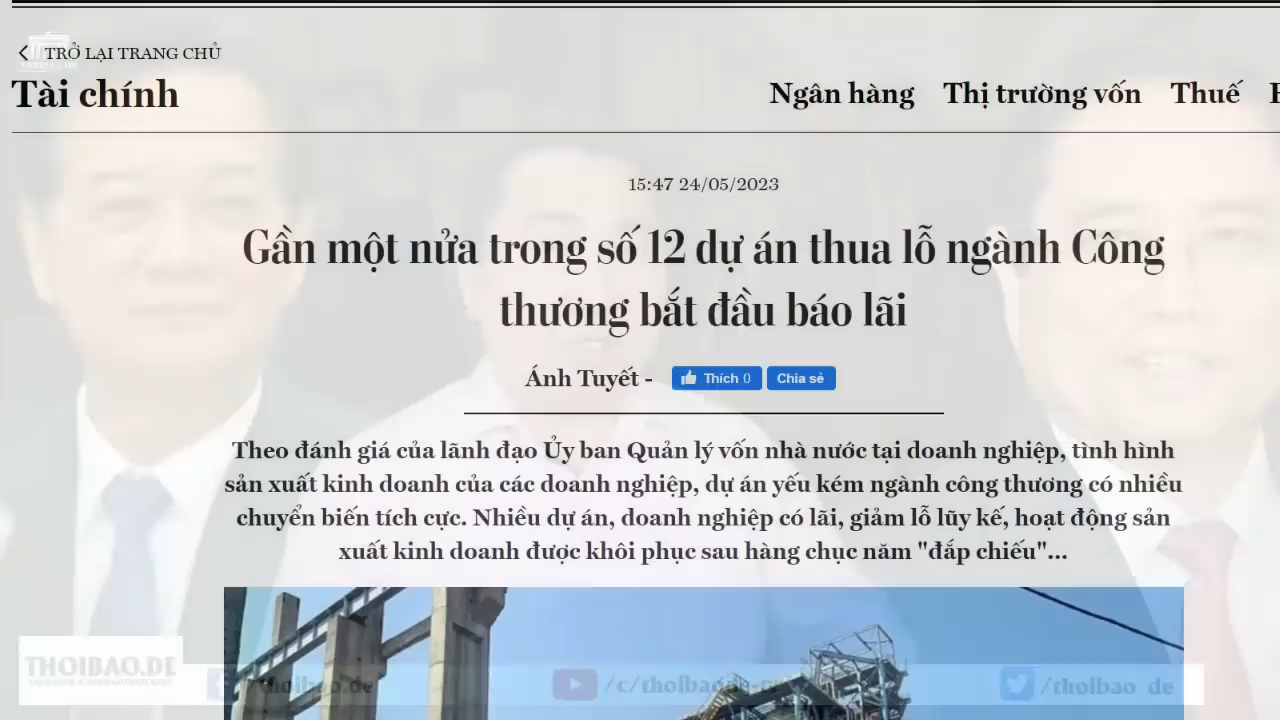 TRỞ LẠI TRANG CHỦ
Tài chính
Ngân hàng Thị trường vốn Thuế
15:47 24/05/2023
Gần một nửa trong số 12 dự án thua lỗ ngành Công
thương bắt đầu báo lãi
Ánh Tuyết -
Thích 0 Chia sẻ
Theo đánh giá của lãnh đạo Ủy ban Quản lý vốn nhà nước tại doanh nghiệp, tình hình
sản xuất kinh doanh của các doanh nghiệp, dự án yếu kém ngành công thương có nhiều
chuyển biến tích cực. Nhiều dự án, doanh nghiệp có lãi, giảm lỗ lũy kế, hoạt động sản
xuất kinh doanh được khôi phục sau hàng chục năm "đắp chiếu"...
THOIBAO.DE
/thoibao.de
/thoibao de